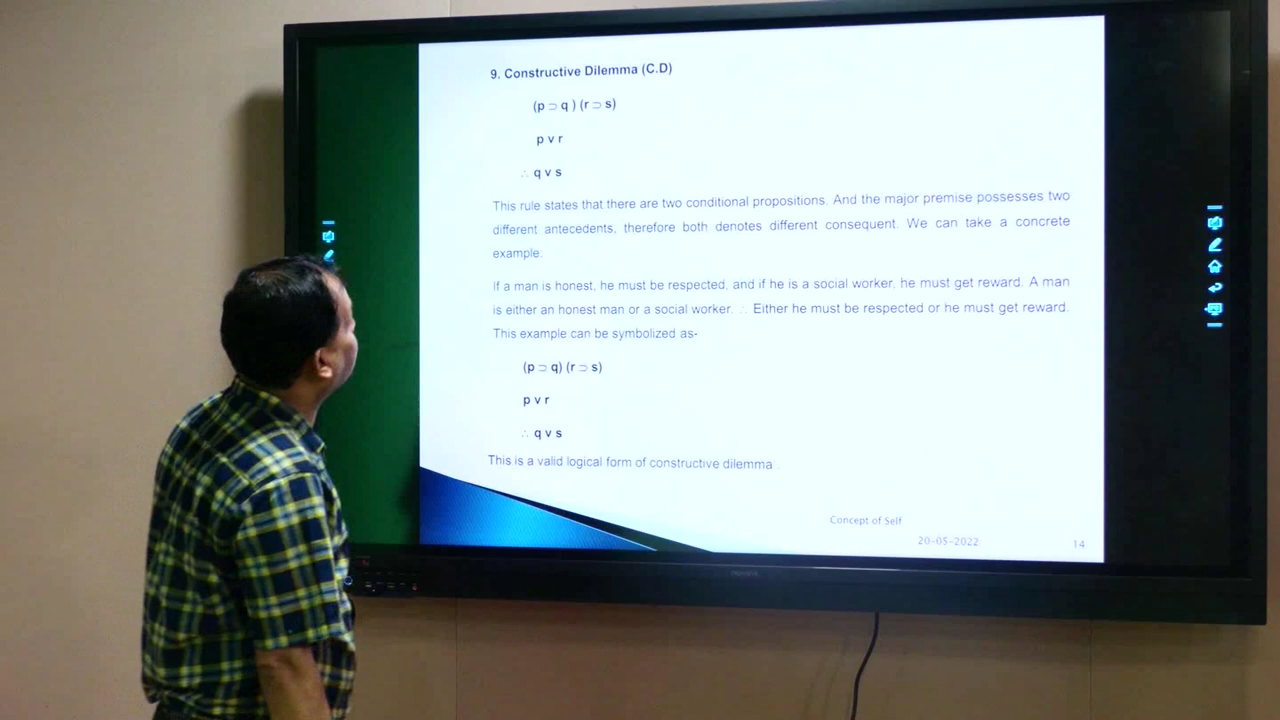 9. Constructive Dilemma (C.D)
(p ⊃ q ) (r ⊃ s)
p v r
∴ q v s
This rule states that there are two conditional propositions. And the major premise possesses two
different antecedents, therefore both denotes different consequent. We can take a concrete
example:
If a man is honest, he must be respected, and if he is a social worker, he must get reward. A man
is either an honest man or a social worker. ∴ Either he must be respected or he must get reward.
This example can be symbolized as-
(p ⊃ q) (r ⊃ s)
p v r
∴ q v s
This is a valid logical form of constructive dilemma
Concept of Self
20-05-2022
14